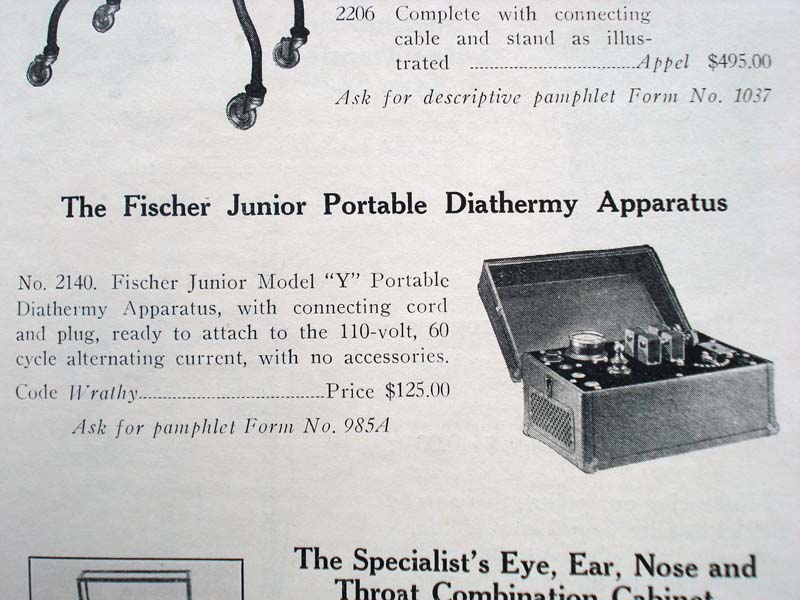 2206 Complete with connecting
cable and stand as illus-
trated ................................Appel $495.00
Ask for descriptive pamphlet Form No. 1037
The Fischer Junior Portable Diathermy Apparatus
No. 2140. Fischer Junior Model “Y” Portable
Diathermy Apparatus, with connecting cord
and plug, ready to attach to the 110-volt, 60
cycle alternating current, with no accessories.
Code Wrathy...................................Price $125.00
Ask for pamphlet Form No. 985A
The Specialist's Eye, Ear, Nose and
Throat Combination Cabinet